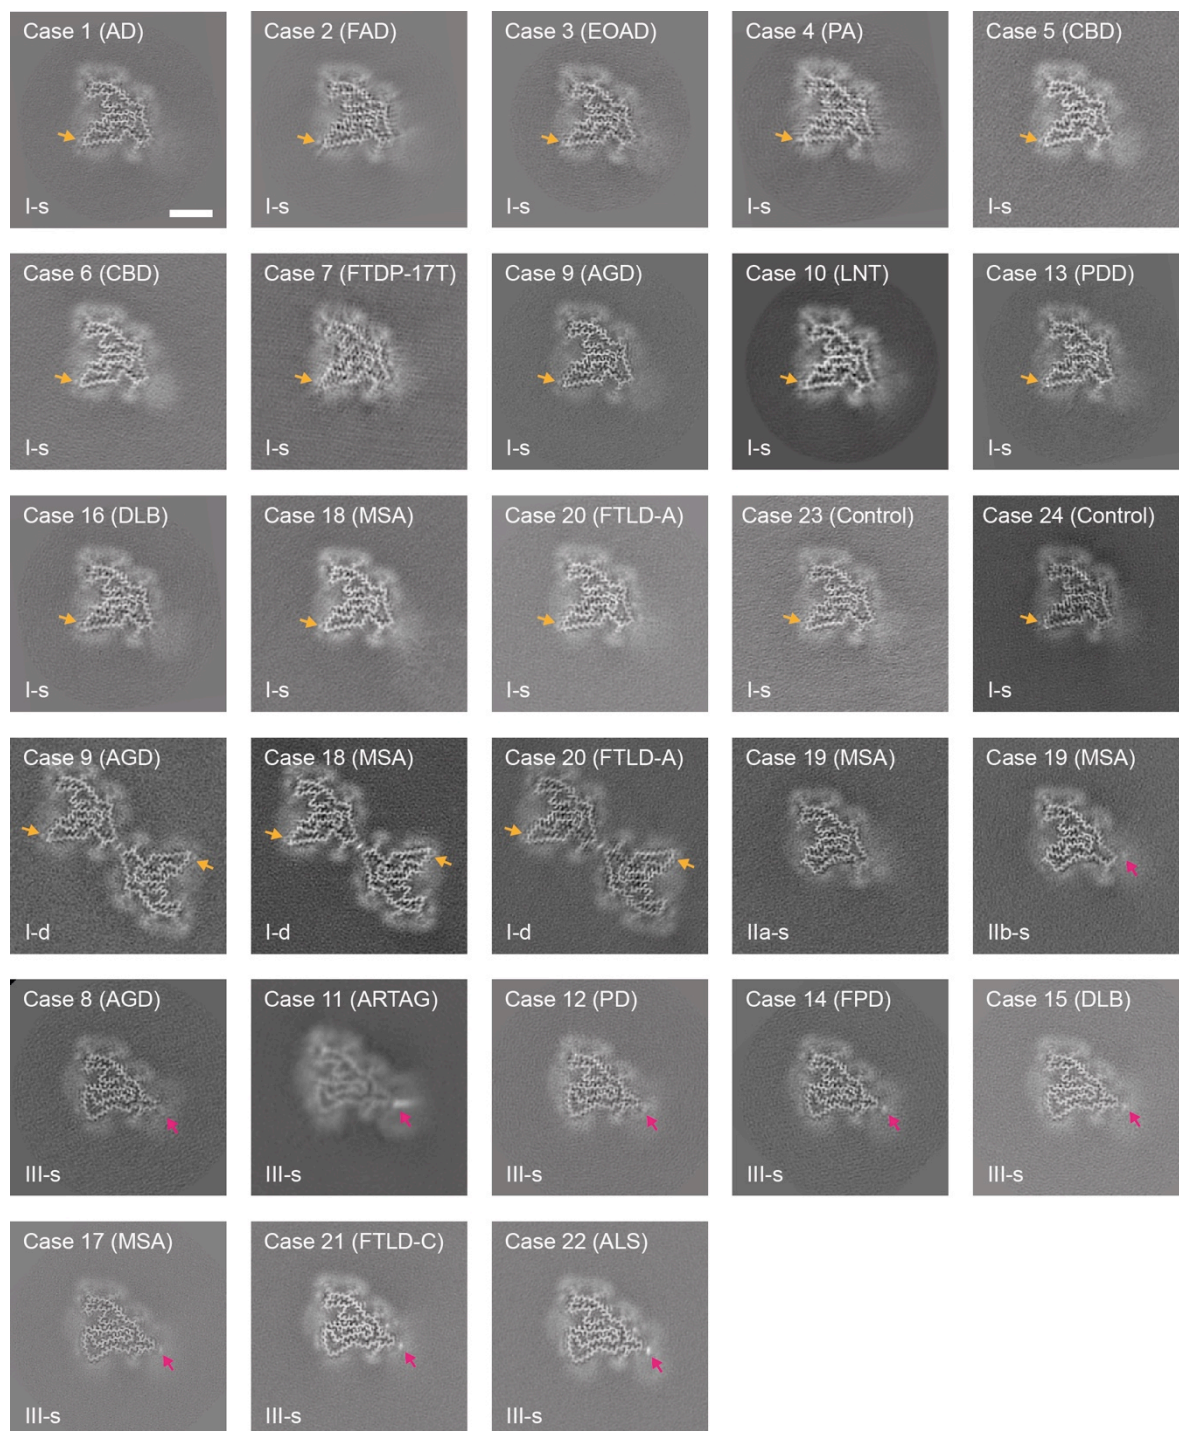 Case 1 (AD)
I-s
Case 2 (FAD)
I-s
Case 3 (EOAD)
I-s
Case 4 (PA)
I-s
Case 5 (CBD)
I-s
Case 6 (CBD)
I-s
Case 7 (FTDP-17T)
I-s
Case 9 (AGD)
I-s
Case 10 (LNT)
I-s
Case 13 (PDD)
I-s
Case 16 (DLB)
I-s
Case 18 (MSA)
I-s
Case 20 (FTLD-A)
I-s
Case 23 (Control)
I-s
Case 24 (Control)
I-s
Case 9 (AGD)
I-d
Case 18 (MSA)
I-d
Case 20 (FTLD-A)
I-d
Case 19 (MSA)
IIa-s
Case 19 (MSA)
IIb-s
Case 8 (AGD)
III-s
Case 11 (ARTAG)
III-s
Case 12 (PD)
III-s
Case 14 (FPD)
III-s
Case 15 (DLB)
III-s
Case 17 (MSA)
III-s
Case 21 (FTLD-C)
III-s
Case 22 (ALS)
III-s